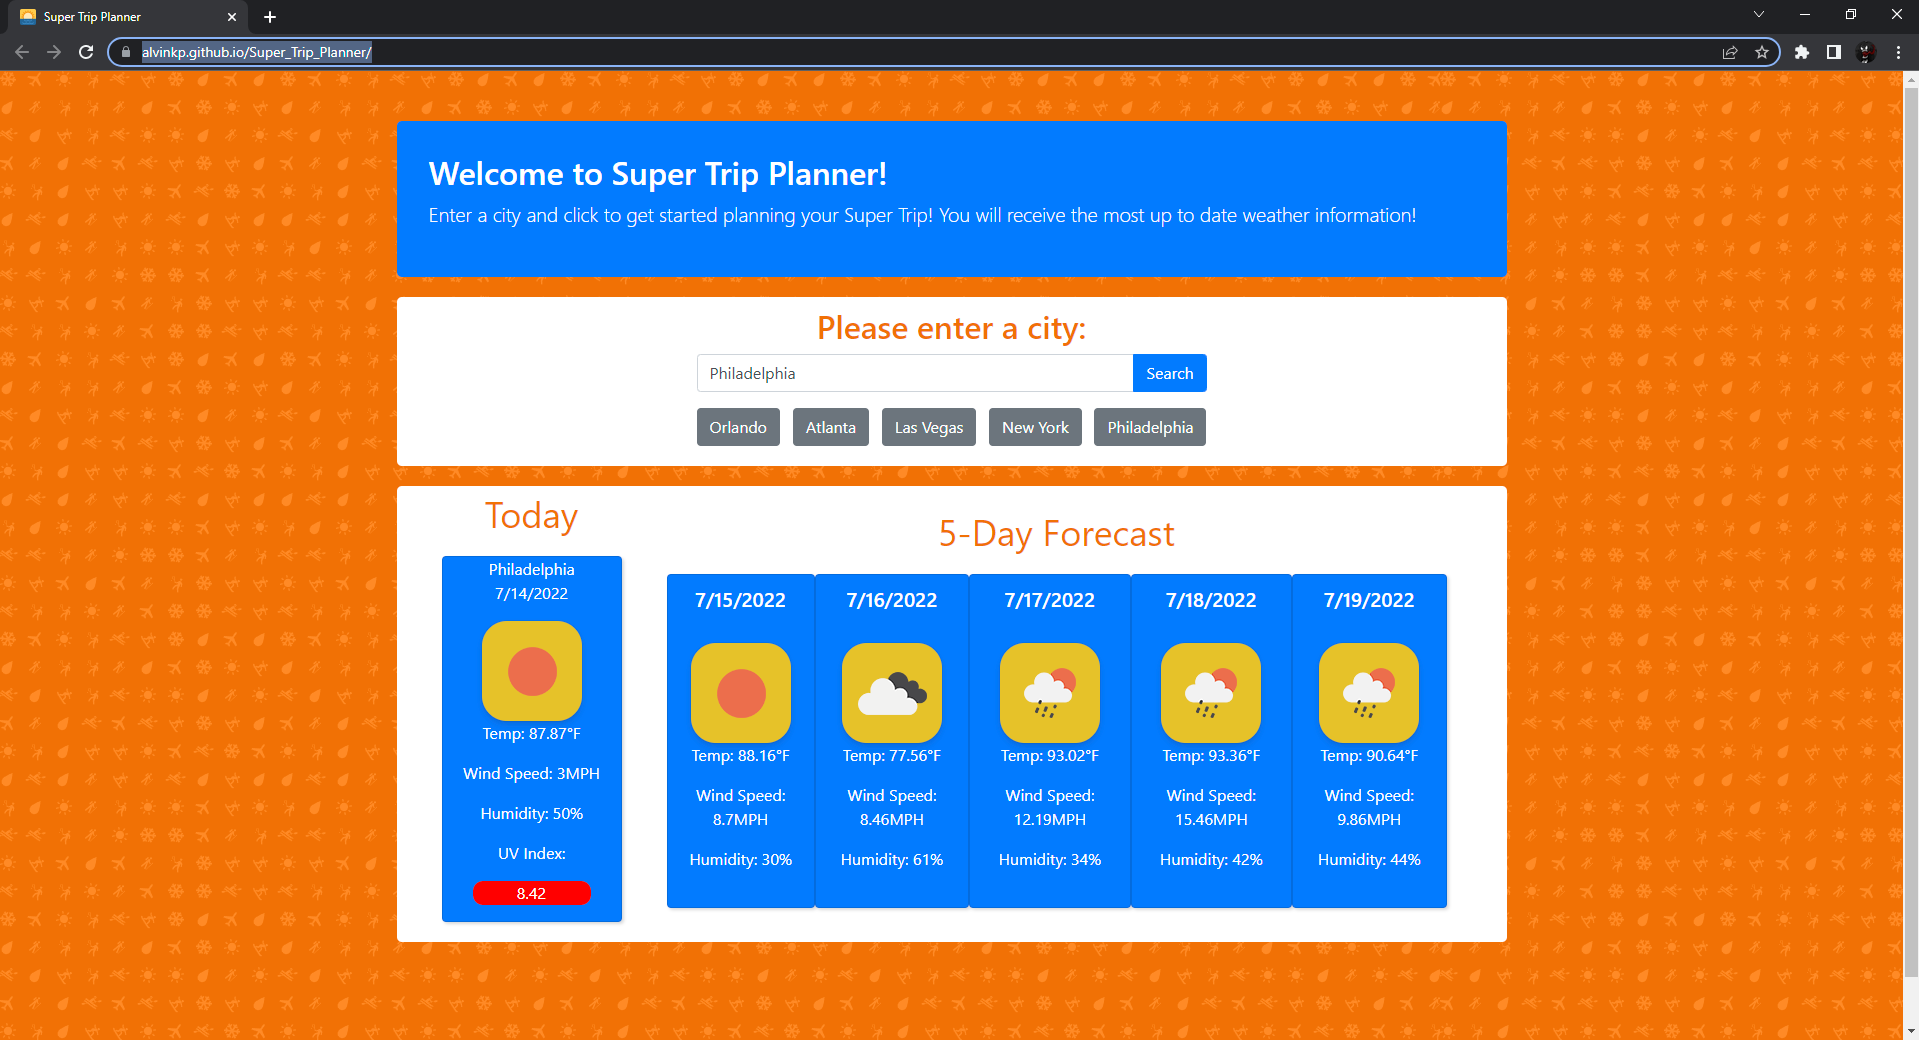 Super Trip Planner
alvinkp.github.io/Super_Trip_Planner/
Welcome to Super Trip Planner!
Enter a city and click to get started planning your Super Trip! You will receive the most up to date weather information!
Please enter a city:
Philadelphia
Search
Orlando
Atlanta
Las Vegas
New York
Philadelphia
Today
Philadelphia
7/14/2022
Temp: 87.87°F
Wind Speed: 3MPH
Humidity: 50%
UV Index:
8.42
5-Day Forecast
7/15/2022
Temp: 88.16°F
Wind Speed:
8.7MPH
Humidity: 30%
7/16/2022
Temp: 77.56°F
Wind Speed:
8.46MPH
Humidity: 61%
7/17/2022
Temp: 93.02°F
Wind Speed:
12.19MPH
Humidity: 34%
7/18/2022
Temp: 93.36°F
Wind Speed:
15.46MPH
Humidity: 42%
7/19/2022
Temp: 90.64°F
Wind Speed:
9.86MPH
Humidity: 44%